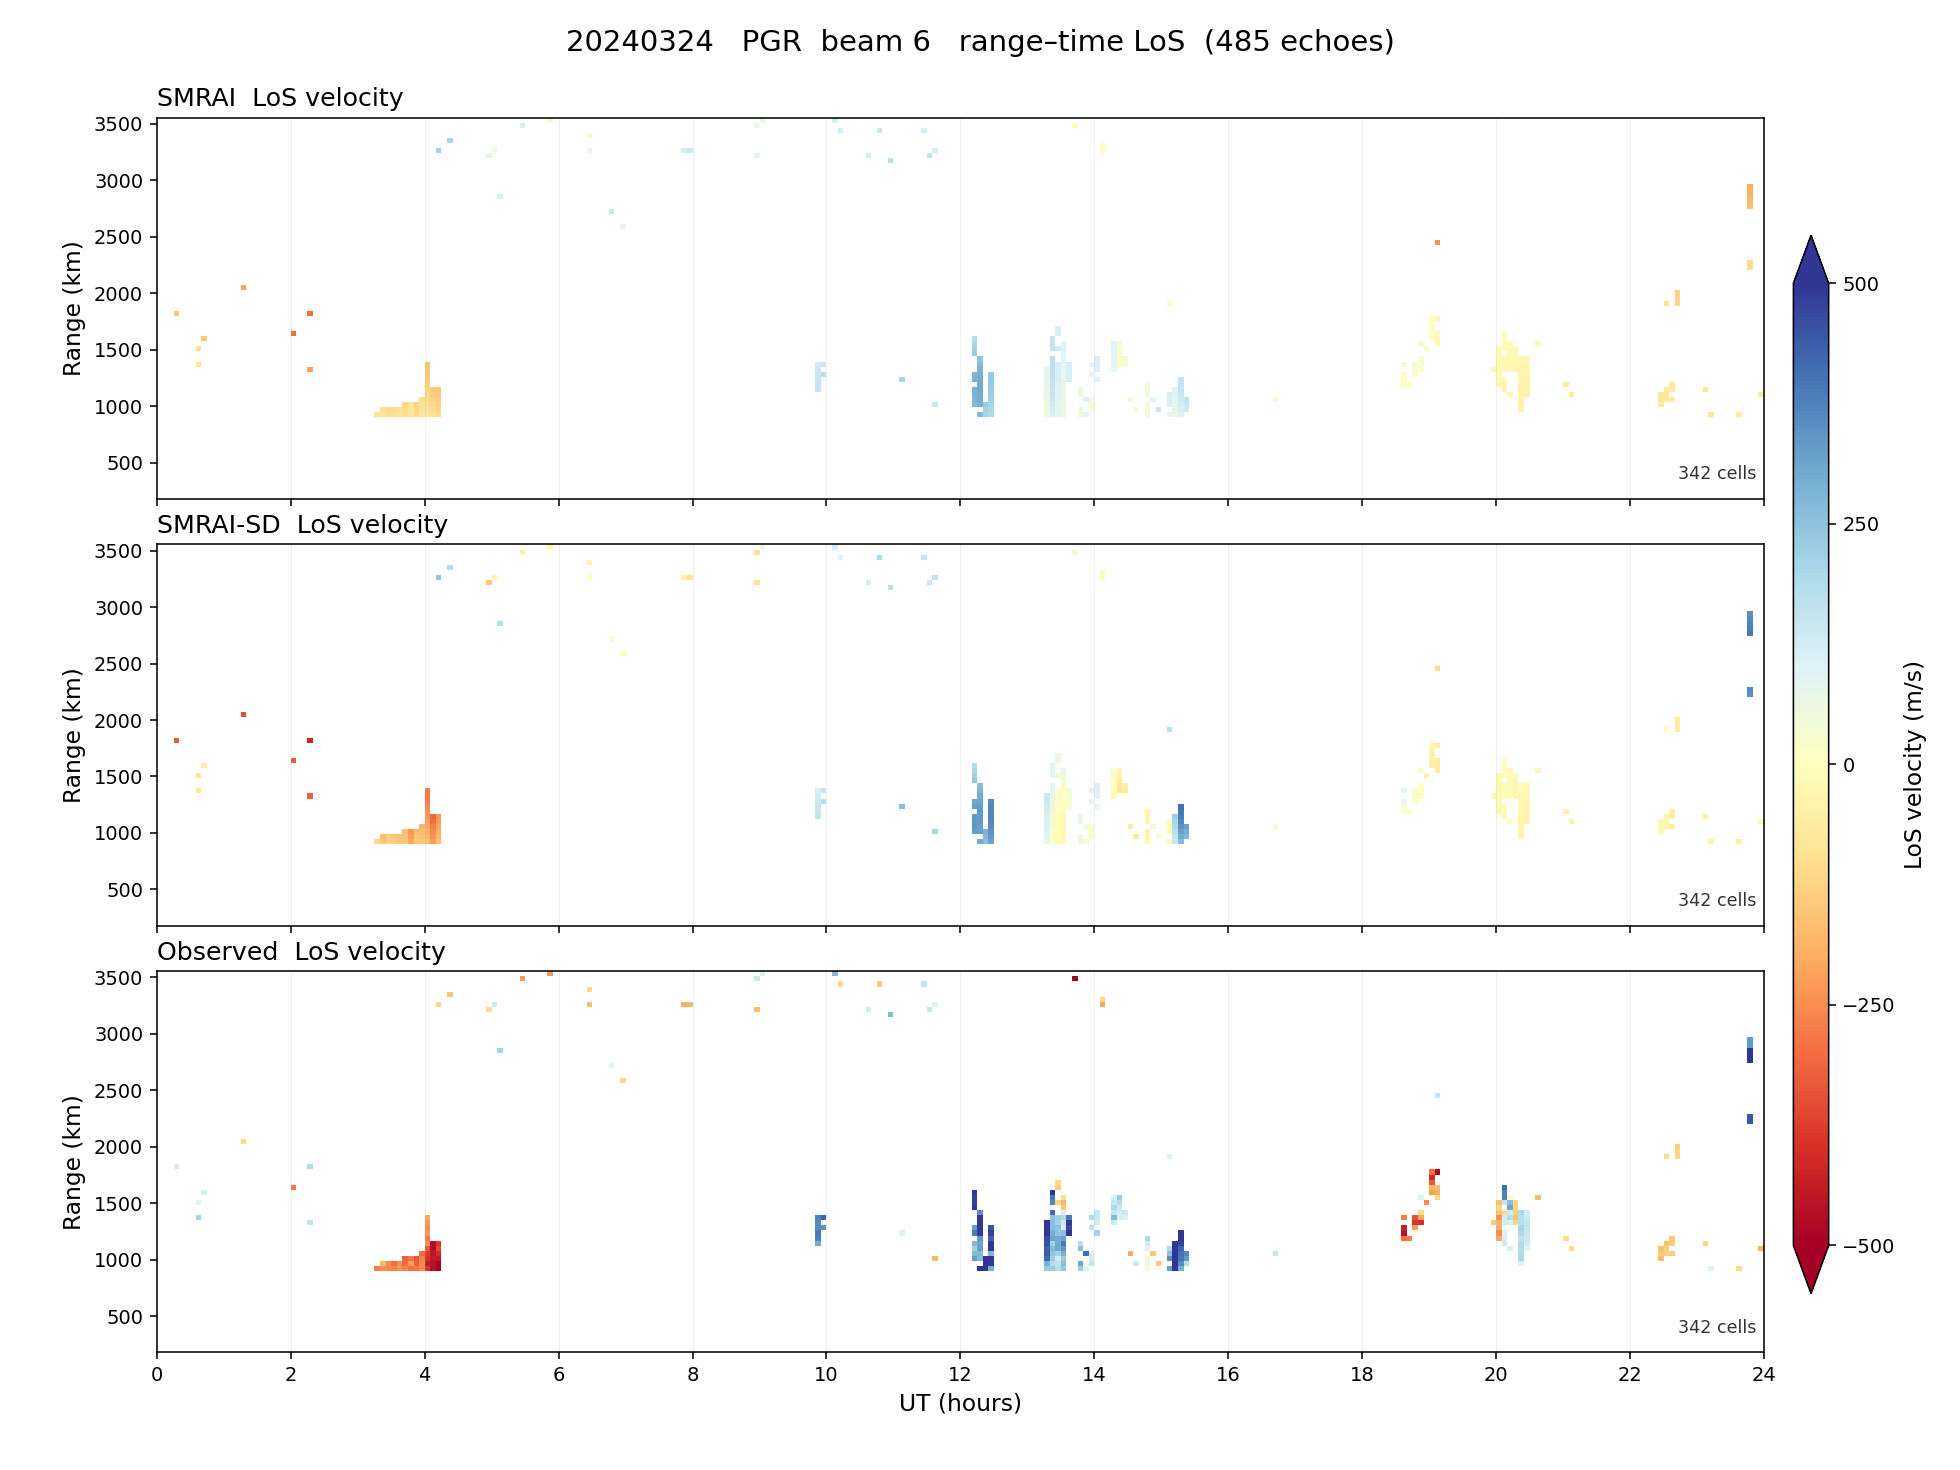 20240324 PGR beam 6 range–time LoS (485 echoes)
SMRAI LoS velocity
3500
3000
2500
2000
1500
1000
500
Range (km)
342 cells
SMRAI-SD LoS velocity
3500
3000
2500
2000
1500
1000
500
Range (km)
342 cells
Observed LoS velocity
3500
3000
2500
2000
1500
1000
500
Range (km)
342 cells
0 2 4 6 8 10 12 14 16 18 20 22 24
UT (hours)
500
250
0
−250
−500
LoS velocity (m/s)